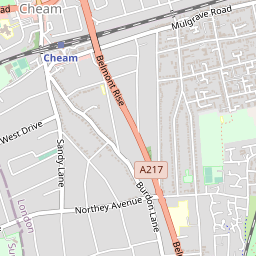 Cheam
Mulgrave Road
Cheam
Belmont Rise
West Drive
Sandy Lane
A217
Burdon Lane
Northey Avenue
London